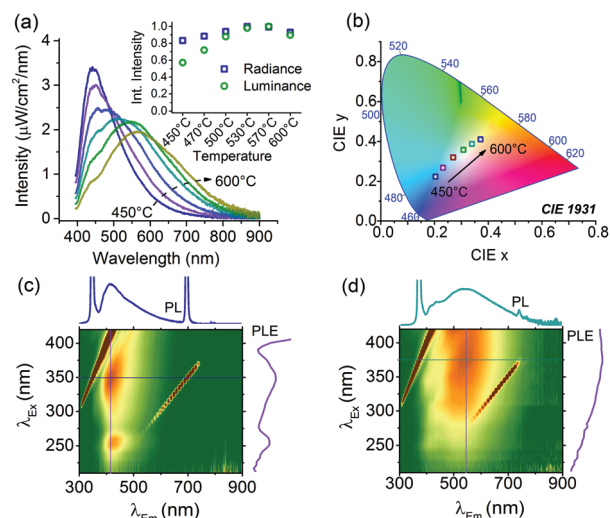 (a)
Intensity (µW/cm²/nm)
4
3
2
1
0
400 500 600 700 800 900
Wavelength (nm)
450°C
600°C
Int. Intensity
1.0
0.8
0.6
0.4
0.2
0.0
Radiance
Luminance
450°C
470°C
500°C
530°C
570°C
600°C
Temperature
(b)
CIE y
0.8
0.6
0.4
0.2
0.0
0.0 0.2 0.4 0.6 0.8
CIE x
520
540
560
580
600
620
500
480
460
600°C
450°C
CIE 1931
(c)
PL
PLE
λEx (nm)
400
350
300
250
300 500 700 900
λEm (nm)
(d)
PL
PLE
λEx (nm)
400
350
300
250
300 500 700 900
λEm (nm)